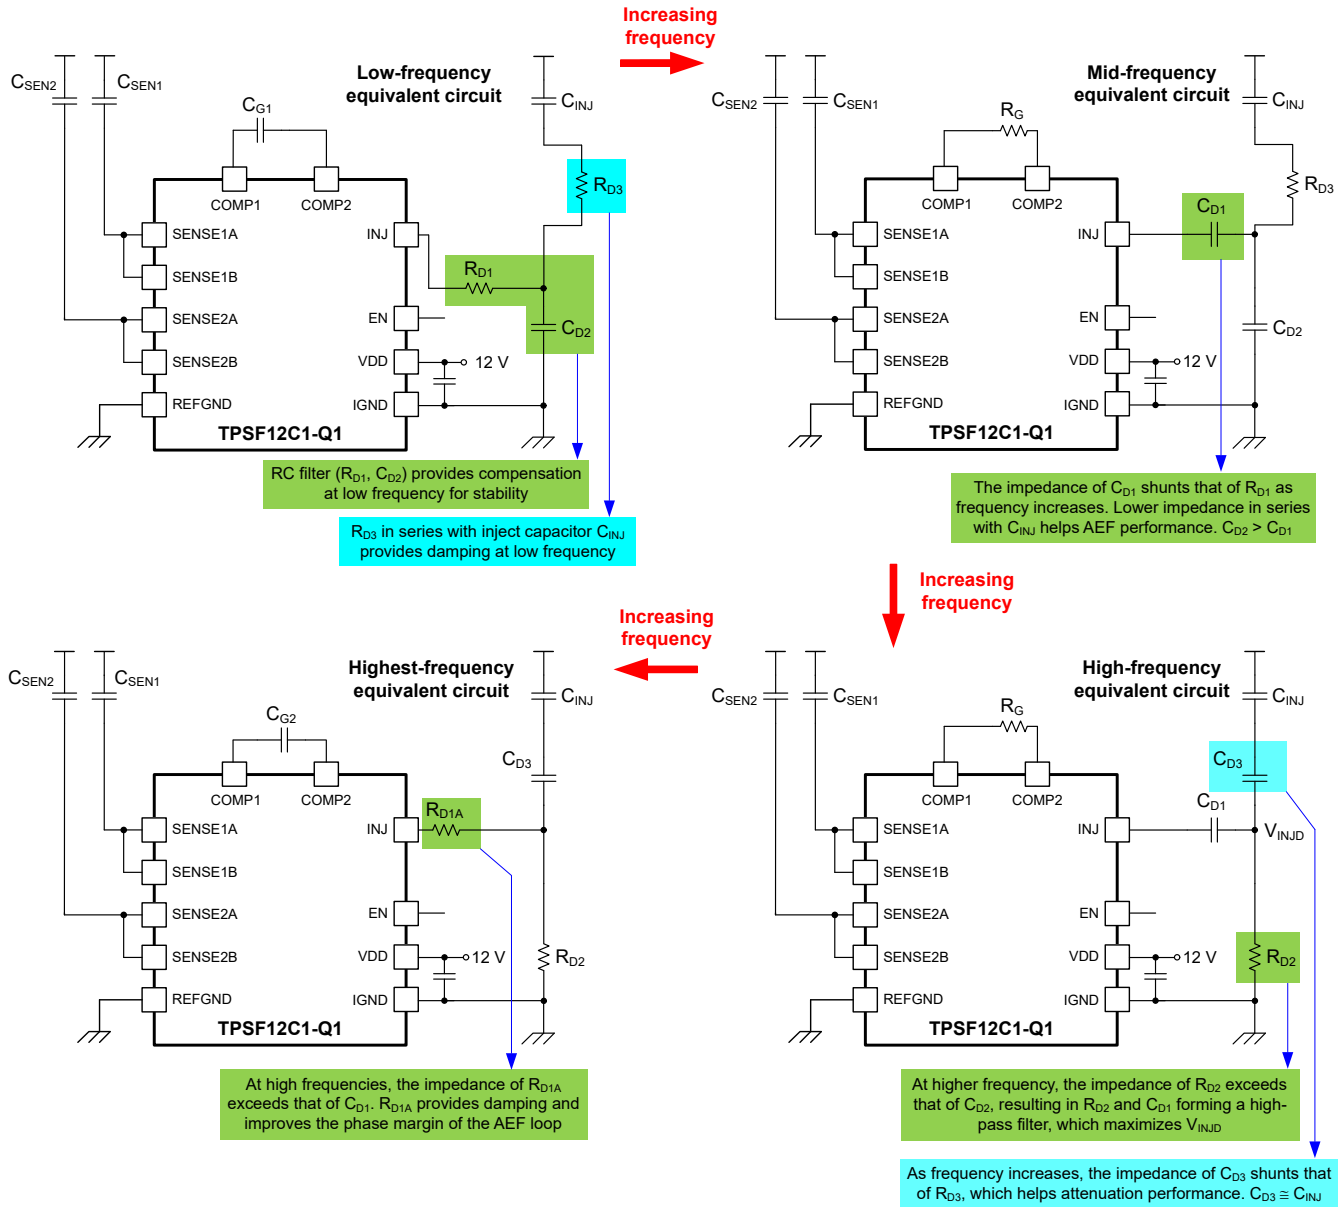 Increasing
frequency
Low-frequency
equivalent circuit
CSEN2
CSEN1
CG1
CINJ
RD3
COMP1
COMP2
SENSE1A
SENSE1B
SENSE2A
SENSE2B
REFGND
INJ
EN
VDD
IGND
RD1
CD2
12 V
TPSF12C1-Q1
RC filter (RD1, CD2) provides compensation
at low frequency for stability
RD3 in series with inject capacitor CINJ
provides damping at low frequency
Mid-frequency
equivalent circuit
CSEN2
CSEN1
RG
CINJ
RD3
COMP1
COMP2
SENSE1A
SENSE1B
SENSE2A
SENSE2B
REFGND
INJ
EN
VDD
IGND
CD1
CD2
12 V
TPSF12C1-Q1
The impedance of CD1 shunts that of RD1 as
frequency increases. Lower impedance in series
with CINJ helps AEF performance. CD2 > CD1
Increasing
frequency
High-frequency
equivalent circuit
CSEN2
CSEN1
RG
CINJ
CD3
COMP1
COMP2
SENSE1A
SENSE1B
SENSE2A
SENSE2B
REFGND
INJ
EN
VDD
IGND
CD1
VINJD
RD2
12 V
TPSF12C1-Q1
At higher frequency, the impedance of RD2 exceeds
that of CD2, resulting in RD2 and CD1 forming a high-
pass filter, which maximizes VINJD
As frequency increases, the impedance of CD3 shunts that
of RD3, which helps attenuation performance. CD3 ≅ CINJ
Increasing
frequency
Highest-frequency
equivalent circuit
CSEN2
CSEN1
CG2
CINJ
CD3
COMP1
COMP2
SENSE1A
SENSE1B
SENSE2A
SENSE2B
REFGND
INJ
EN
VDD
IGND
RD1A
RD2
12 V
TPSF12C1-Q1
At high frequencies, the impedance of RD1A
exceeds that of CD1. RD1A provides damping and
improves the phase margin of the AEF loop